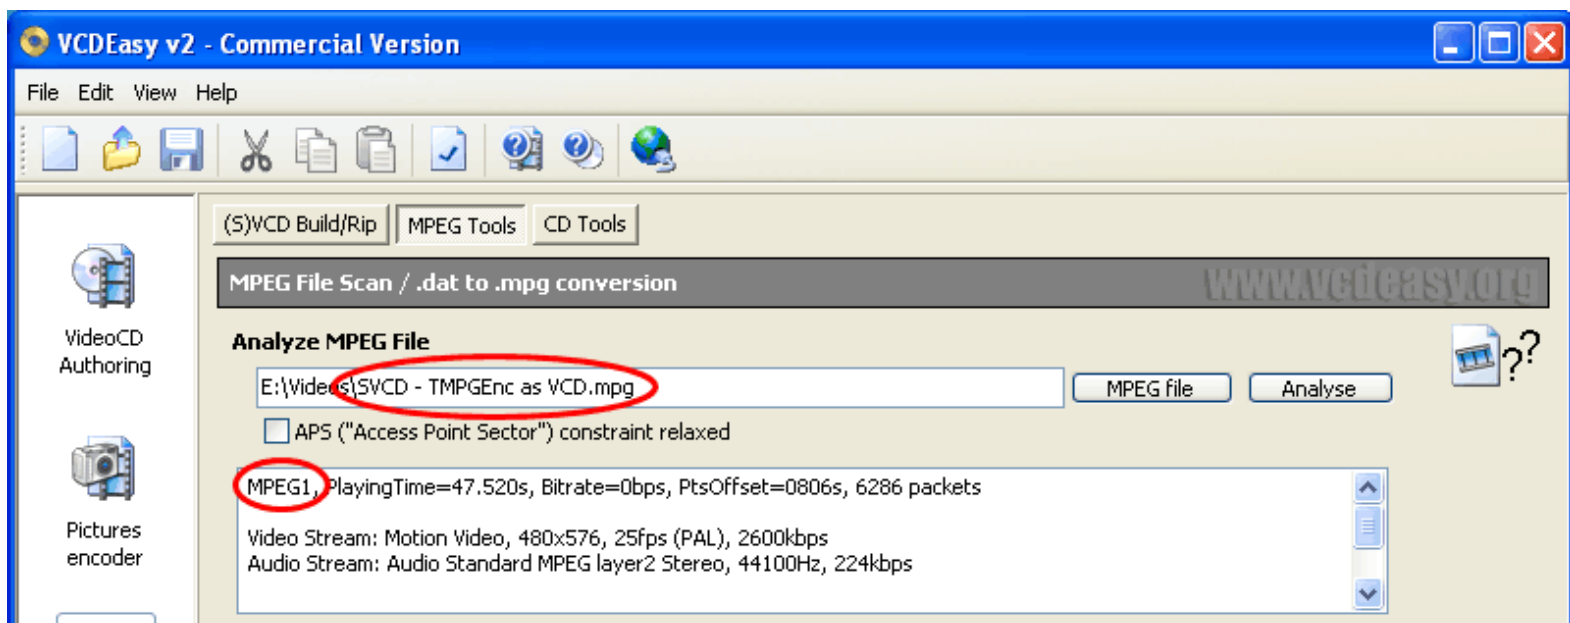 VCDEasy v2 - Commercial Version
File Edit View Help
(S)VCD Build/Rip MPEG Tools CD Tools
MPEG File Scan / .dat to .mpg conversion www.vcdeasy.org
VideoCD
Authoring
Analyze MPEG File
E:\Videos\SVCD - TMPGEnc as VCD.mpg MPEG file Analyse
??
APS ("Access Point Sector") constraint relaxed
MPEG1, PlayingTime=47.520s, Bitrate=0bps, PtsOffset=0806s, 6286 packets
Pictures
encoder
Video Stream: Motion Video, 480x576, 25fps (PAL), 2600kbps
Audio Stream: Audio Standard MPEG layer2 Stereo, 44100Hz, 224kbps